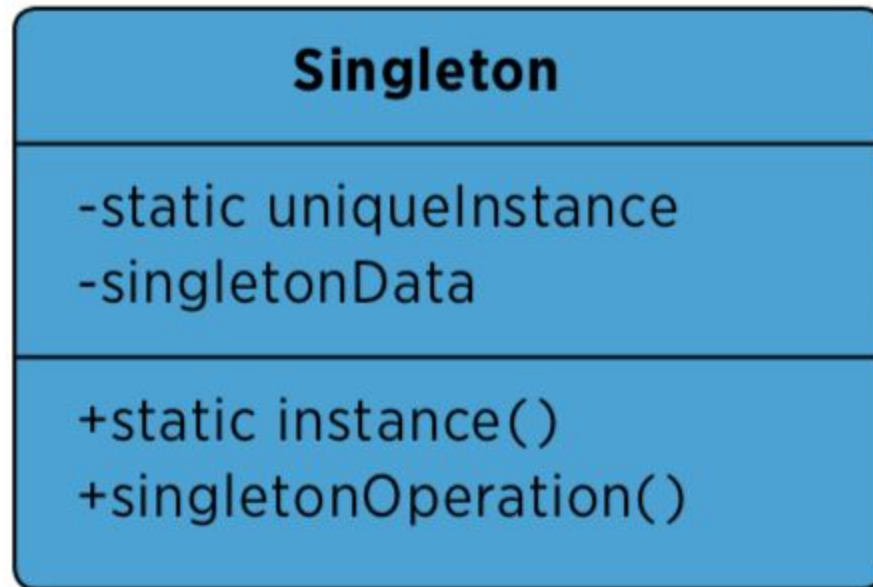 Singleton
-static uniqueInstance
-singletonData
+static instance()
+singletonOperation()